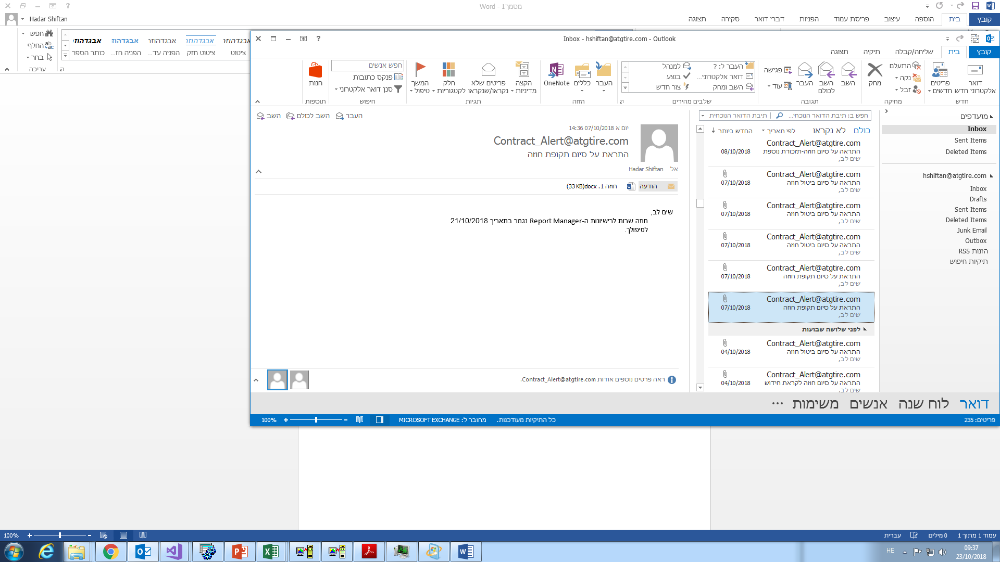 מסמך1 - Word
Hadar Shiftan
קובץ
בית
הוספה
עיצוב
פריסת עמוד
הפניות
דברי דואר
סקירה
תצוגה
חפש
החלף
בחר
עריכה
אבגדהוזר
אבגדהוז
אבגדהוזר
אבגדהוזר
אבגדהוזר
כותר הספר
הפניה חז...
הפניה עד...
ציטוט חזק
ציטוט
Inbox - hshiftan@atgtire.com - Outlook
קובץ
בית
שליחה/קבלה
תיקיה
תצוגה
דואר אלקטרוני חדש
פריטים חדשים
חדש
התעלם
נקה
זבל
מחק
מחיקה
השב
השב לכולם
העבר
פגישה
עוד
תגובה
העבר ל: ?
דואר אלקטרוני...
השב ומחק
למנהל
בוצע
צור חדש
שלבים מהירים
העבר
כללים
OneNote
הזזה
הקצה מדיניות
פריטים שלא נקראו/שנקראו
חלק לקטגוריות
המשך טיפול
תגיות
חפש אנשים
פנקס כתובות
סנן דואר אלקטרוני
חיפוש
חנות
תוספות
מועדפים
Inbox
Sent Items
Deleted Items
hshiftan@atgtire.com
Inbox
Drafts
Sent Items
Deleted Items
Junk Email
Outbox
הזנות RSS
תיקיות חיפוש
חפש ב: תיבת הדואר הנוכחי...
תיבת הדואר הנוכחית
כולם
לא נקראו
לפי תאריך
החדש ביותר
Contract_Alert@atgtire.com
התראה על סיום חוזה-תזכורת נוספת
08/10/2018
שים לב,
Contract_Alert@atgtire.com
התראה על סיום ביטול חוזה
07/10/2018
שים לב,
Contract_Alert@atgtire.com
התראה על סיום ביטול חוזה
07/10/2018
שים לב,
Contract_Alert@atgtire.com
התראה על סיום ביטול חוזה
07/10/2018
שים לב,
Contract_Alert@atgtire.com
התראת על סיום תקופת חוזה
07/10/2018
שים לב,
Contract_Alert@atgtire.com
התראת על סיום תקופת חוזה
07/10/2018
שים לב,
לפני שלושה שבועות
Contract_Alert@atgtire.com
התראה על סיום ביטול חוזה
04/10/2018
שים לב,
Contract_Alert@atgtire.com
התראה על סיום חוזה לקראת חידוש
04/10/2018
שים לב,
העבר
השב לכולם
השב
יום א 07/10/2018 14:36
Contract_Alert@atgtire.com
התראת על סיום תקופת חוזה
אל Hadar Shiftan
הודעה
חוזה 1.docx (33 KB)
שים לב,
חוזה שרות לרישיונות ה-Report Manager נגמר בתאריך 21/10/2018
לטיפולך.
ראה פרטים נוספים אודות Contract_Alert@atgtire.com.
דואר
לוח שנה
אנשים
משימות
...
פריטים: 235
כל התיקיות מעודכנות.
מחובר ל: MICROSOFT EXCHANGE
100%
עמוד 1 מתוך 1
0 מילים
עברית
100%
HE
09:37
23/10/2018